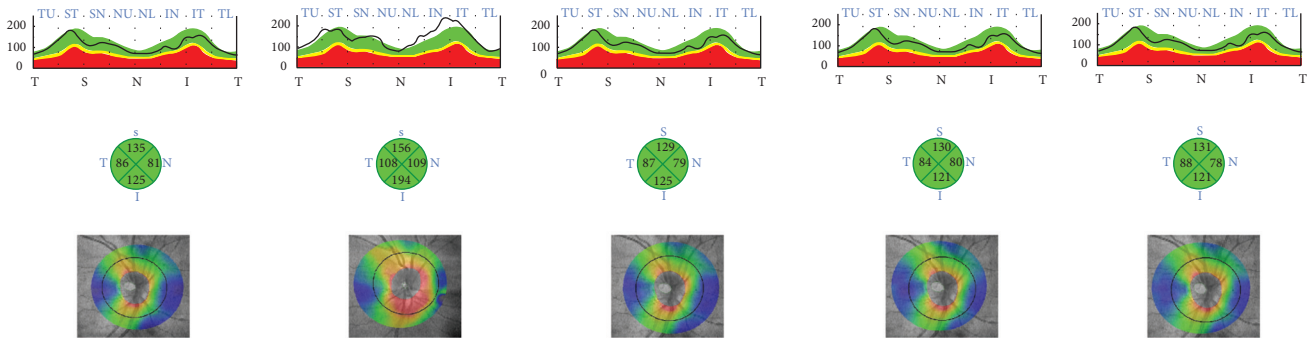 TU ST SN NU NL IN IT TL
200
100
0
T S N I T
s
135
T 86 81 N
125
I
TU ST SN NU NL IN IT TL
200
100
0
T S N I T
s
156
T 108 109 N
194
I
TU ST SN NU NL IN IT TL
200
100
0
T S N I T
S
129
T 87 79 N
125
I
TU ST SN NU NL IN IT TL
200
100
0
T S N I T
S
130
T 84 80 N
121
I
TU ST SN NU NL IN IT TL
200
100
0
T S N I T
S
131
T 88 78 N
121
I